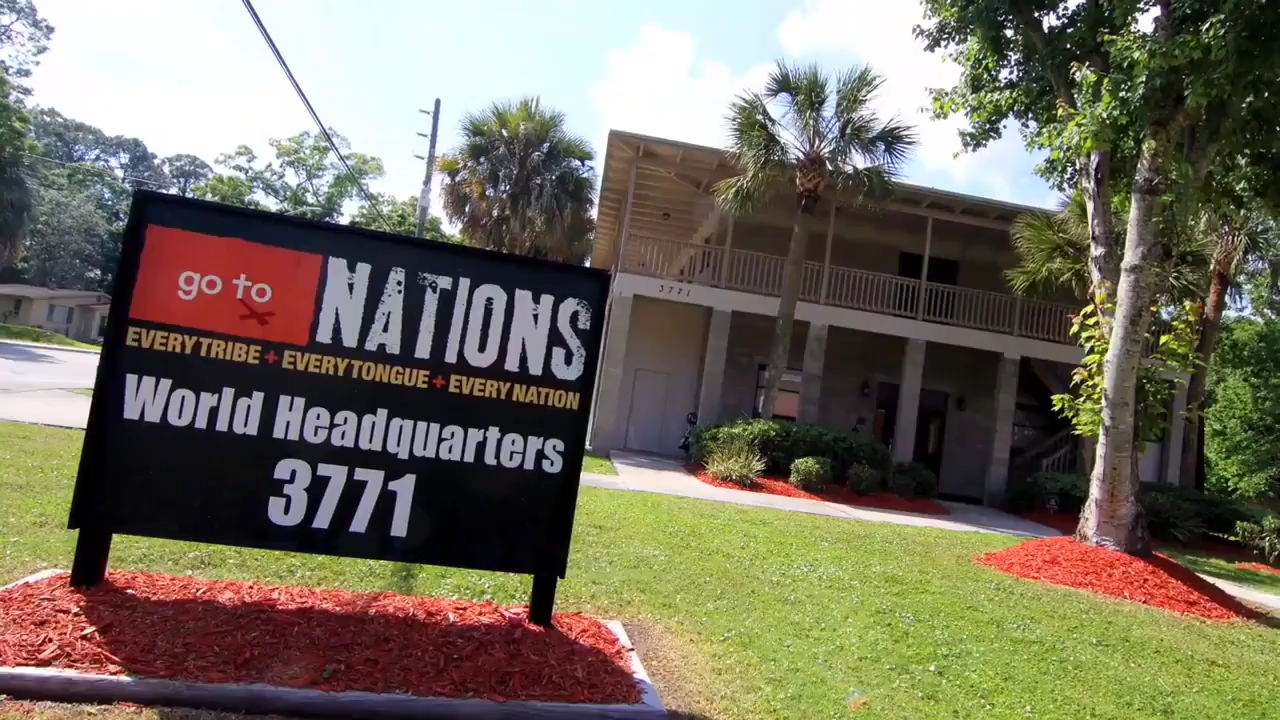 go to
NATIONS
EVERY TRIBE + EVERY TONGUE + EVERY NATION
World Headquarters
3771
3771